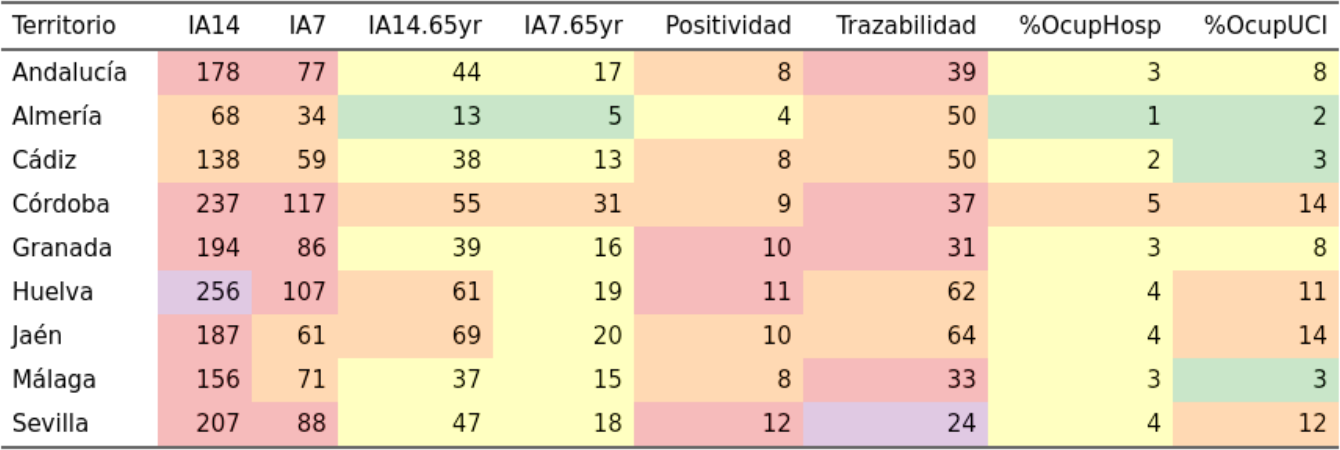 Territorio IA14 IA7 IA14.65yr IA7.65yr Positividad Trazabilidad %OcupHosp %OcupUCI
Andalucía 178 77 44 17 8 39 3 8
Almería 68 34 13 5 4 50 1 2
Cádiz 138 59 38 13 8 50 2 3
Córdoba 237 117 55 31 9 37 5 14
Granada 194 86 39 16 10 31 3 8
Huelva 256 107 61 19 11 62 4 11
Jaén 187 61 69 20 10 64 4 14
Málaga 156 71 37 15 8 33 3 3
Sevilla 207 88 47 18 12 24 4 12